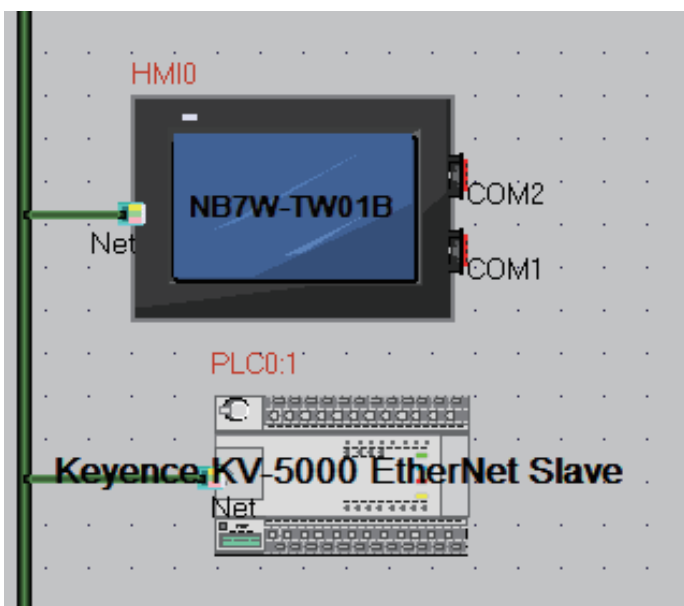 HMI0
NB7W-TW01B
COM2
Net
COM1
PLC0:1
Keyence KV-5000 EtherNet Slave
Net